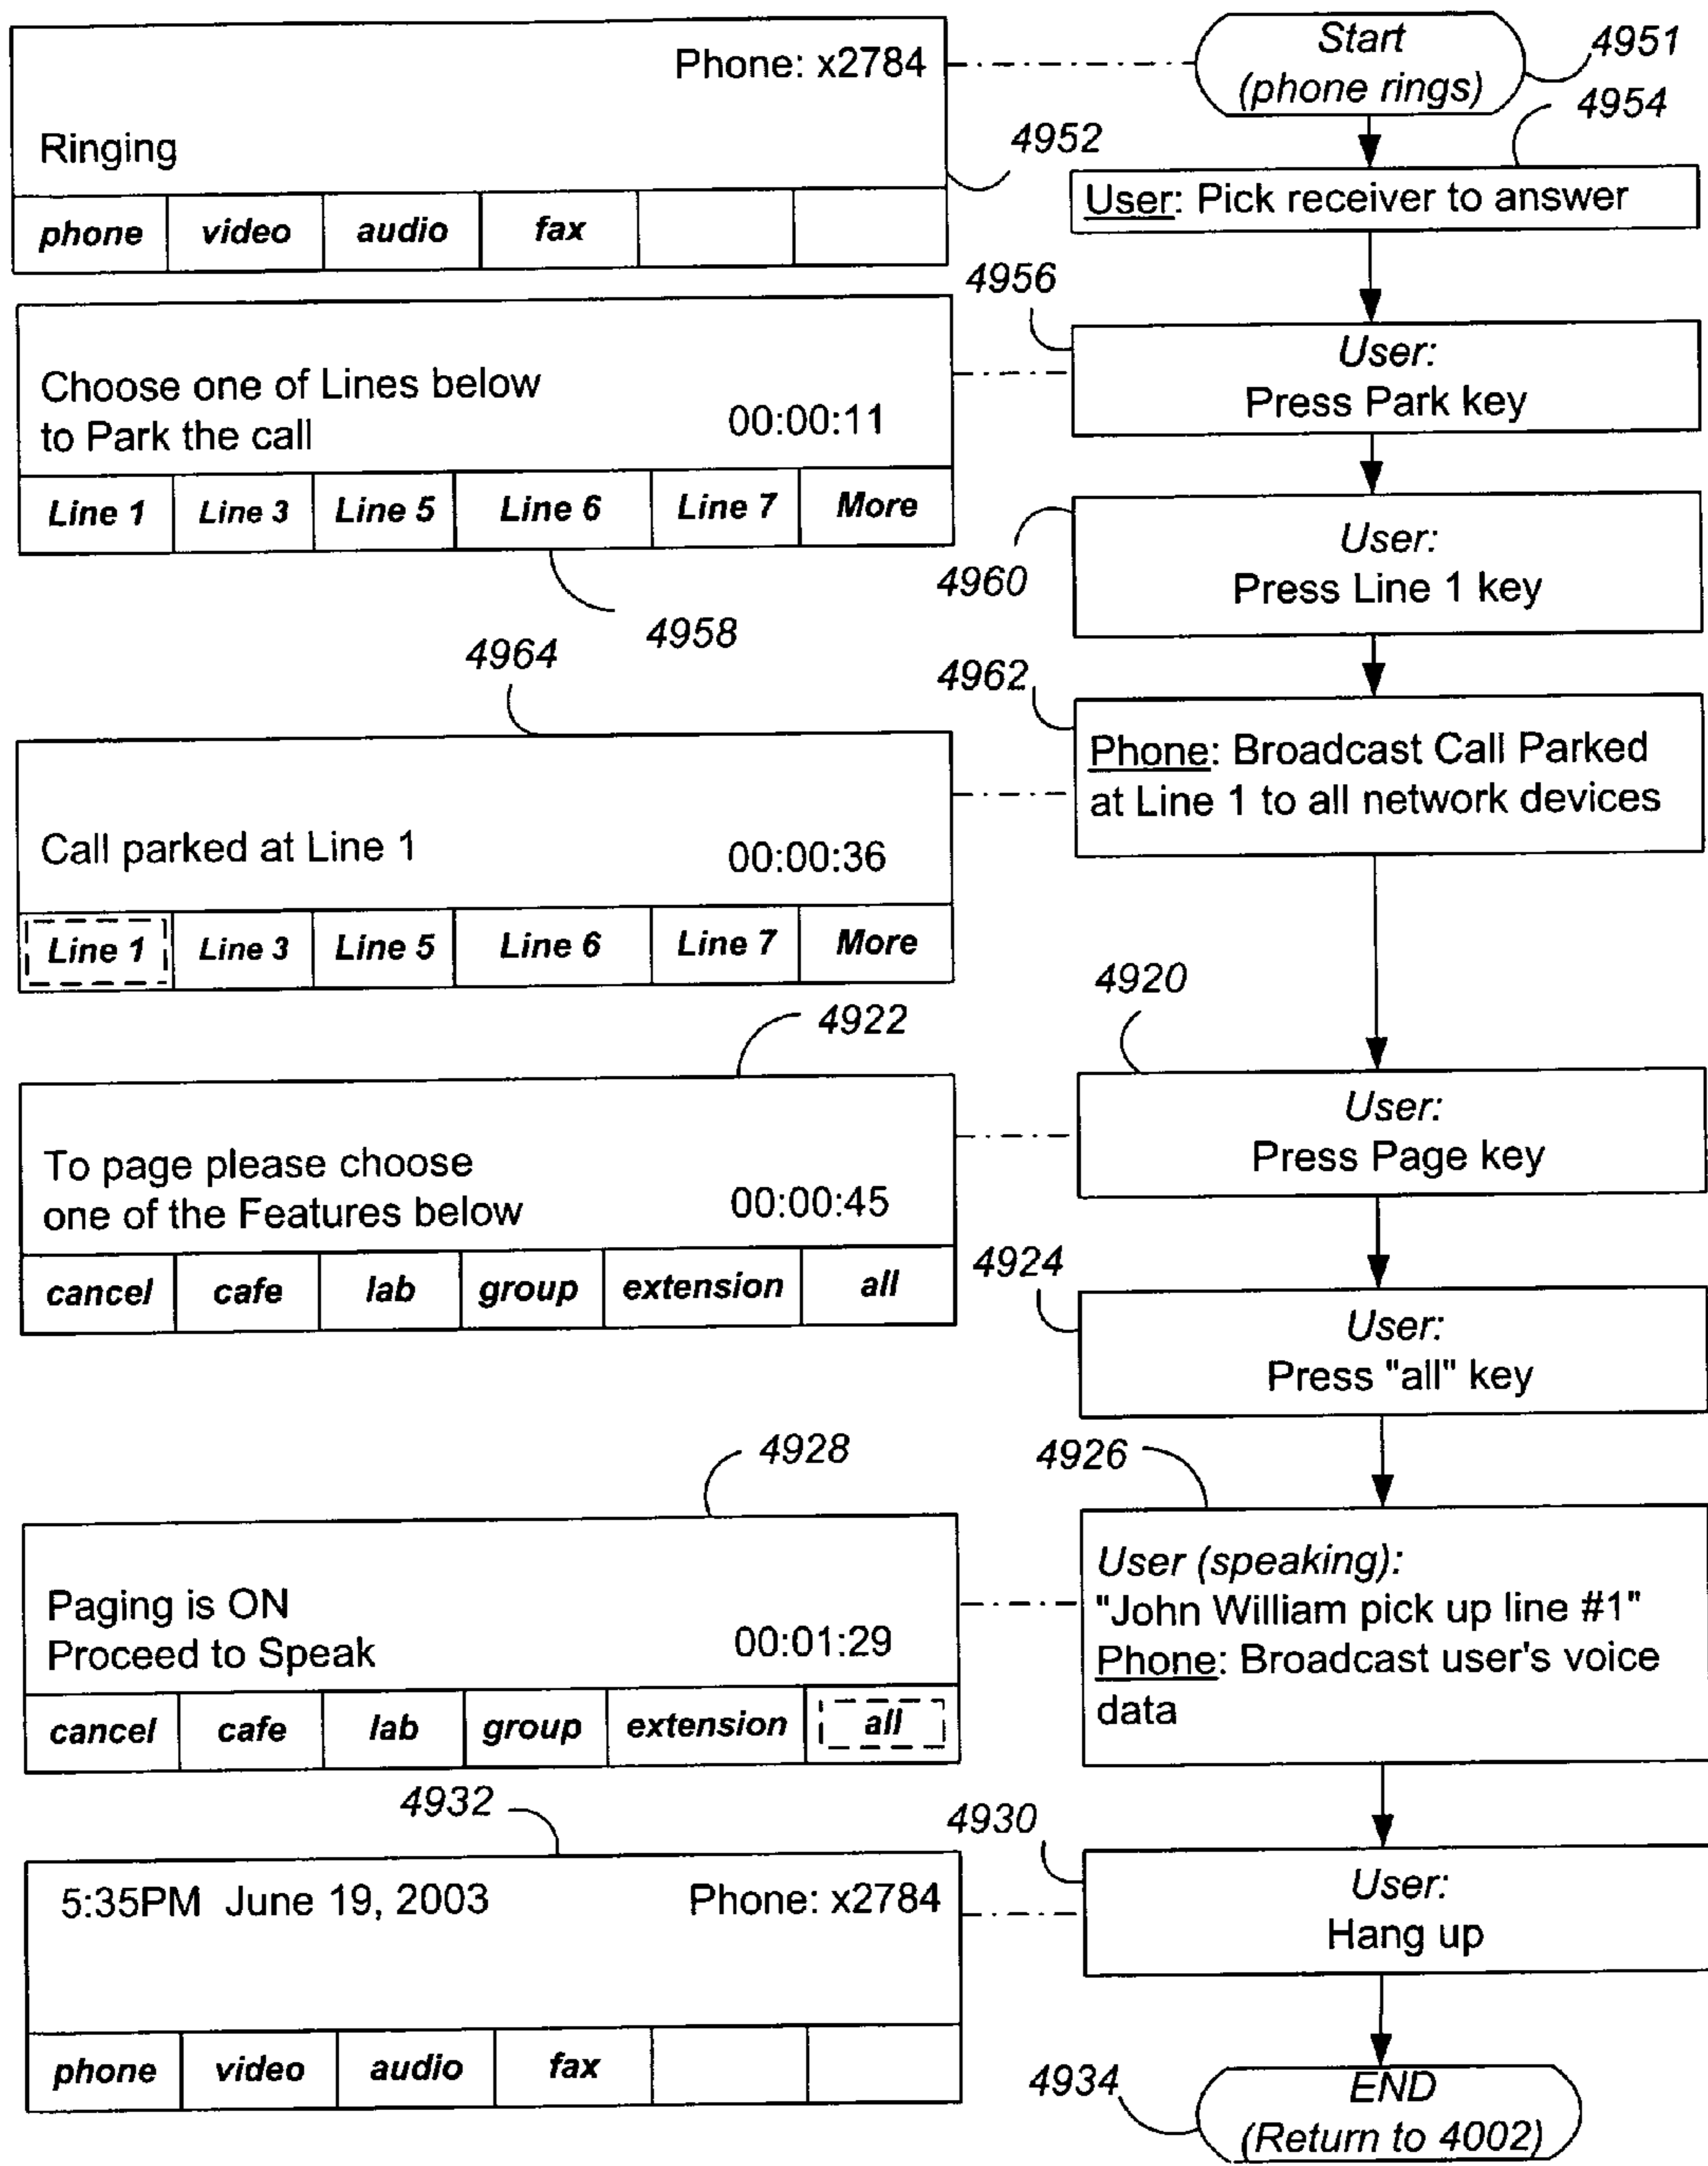 Phone: x2784
Ringing
phone video audio fax
4952
Start
(phone rings)
4951
4954
User: Pick receiver to answer
4956
Choose one of Lines below
to Park the call 00:00:11
Line 1 Line 3 Line 5 Line 6 Line 7 More
4958
User:
Press Park key
4960
User:
Press Line 1 key
4964
4962
Call parked at Line 1 00:00:36
Line 1 Line 3 Line 5 Line 6 Line 7 More
Phone: Broadcast Call Parked
at Line 1 to all network devices
4922
4920
To page please choose
one of the Features below 00:00:45
cancel cafe lab group extension all
User:
Press Page key
4924
User:
Press "all" key
4928
4926
Paging is ON
Proceed to Speak 00:01:29
cancel cafe lab group extension all
User (speaking):
"John William pick up line #1"
Phone: Broadcast user's voice
data
4932
4930
5:35PM June 19, 2003 Phone: x2784
phone video audio fax
User:
Hang up
4934
END
(Return to 4002)